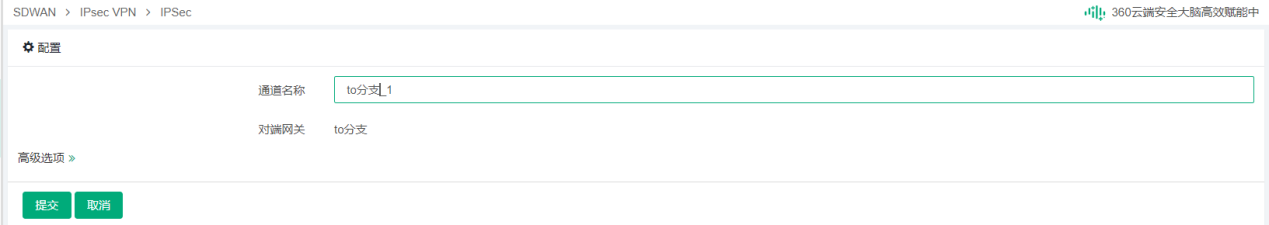 SDWAN > IPsec VPN > IPSec
360云端安全大脑高效赋能中
配置
通道名称 to分支_1
对端网关 to分支
高级选项 »
提交 取消